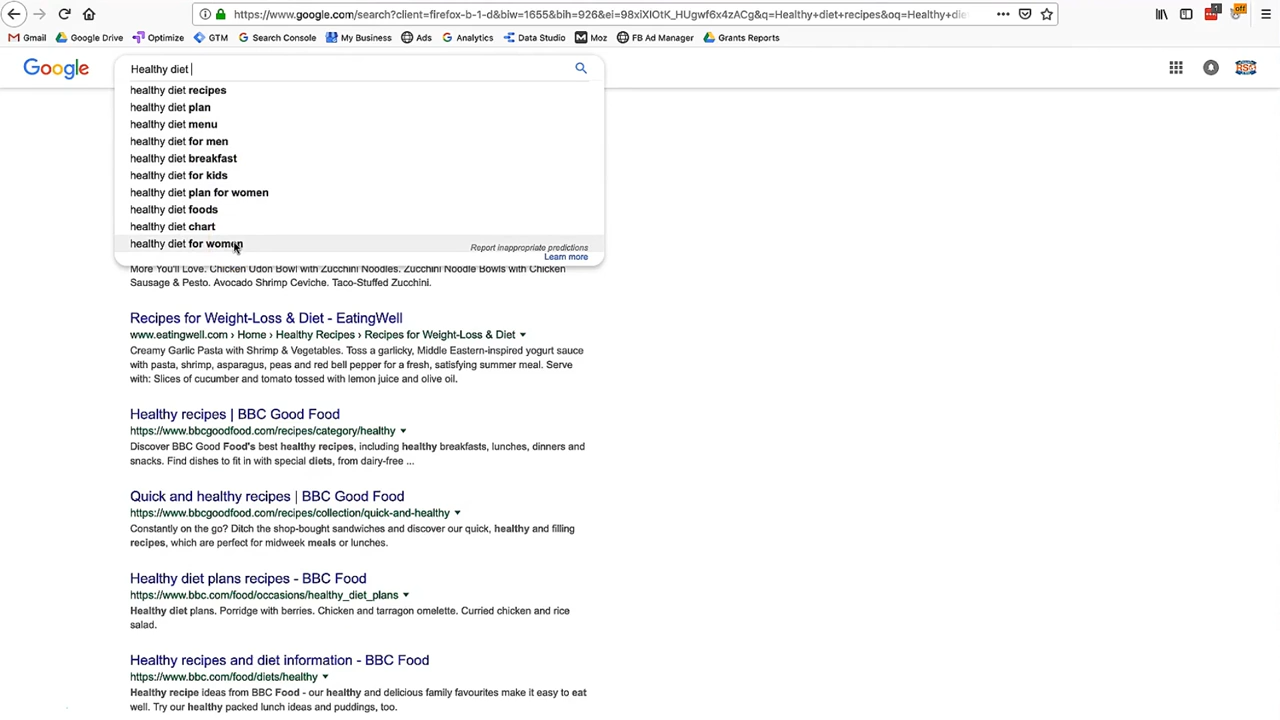 https://www.google.com/search?client=firefox-b-1-d&biw=1655&bih=926&ei=98xiXIOtK_HUgwf6x4zACg&q=Healthy+diet+recipes&oq=Healthy+die
Gmail Google Drive Optimize GTM Search Console My Business Ads Analytics Data Studio Moz FB Ad Manager Grants Reports
Google
Healthy diet
healthy diet recipes
healthy diet plan
healthy diet menu
healthy diet for men
healthy diet breakfast
healthy diet for kids
healthy diet plan for women
healthy diet foods
healthy diet chart
healthy diet for women
Report inappropriate predictions
Learn more
More You'll Love. Chicken Udon Bowl with Zucchini Noodles. Zucchini Noodle Bowls with Chicken
Sausage & Pesto. Avocado Shrimp Ceviche. Taco-Stuffed Zucchini.
Recipes for Weight-Loss & Diet - EatingWell
www.eatingwell.com › Home › Healthy Recipes › Recipes for Weight-Loss & Diet
Creamy Garlic Pasta with Shrimp & Vegetables. Toss a garlicky, Middle Eastern-inspired yogurt sauce
with pasta, shrimp, asparagus, peas and red bell pepper for a fresh, satisfying summer meal. Serve
with: Slices of cucumber and tomato tossed with lemon juice and olive oil.
Healthy recipes | BBC Good Food
https://www.bbcgoodfood.com/recipes/category/healthy
Discover BBC Good Food's best healthy recipes, including healthy breakfasts, lunches, dinners and
snacks. Find dishes to fit in with special diets, from dairy-free ...
Quick and healthy recipes | BBC Good Food
https://www.bbcgoodfood.com/recipes/collection/quick-and-healthy
Constantly on the go? Ditch the shop-bought sandwiches and discover our quick, healthy and filling
recipes, which are perfect for midweek meals or lunches.
Healthy diet plans recipes - BBC Food
https://www.bbc.com/food/occasions/healthy_diet_plans
Healthy diet plans. Porridge with berries. Chicken and tarragon omelette. Curried chicken and rice
salad.
Healthy recipes and diet information - BBC Food
https://www.bbc.com/food/diets/healthy
Healthy recipe ideas from BBC Food - our healthy and delicious family favourites make it easy to eat
well. Try our healthy packed lunch ideas and puddings, too.